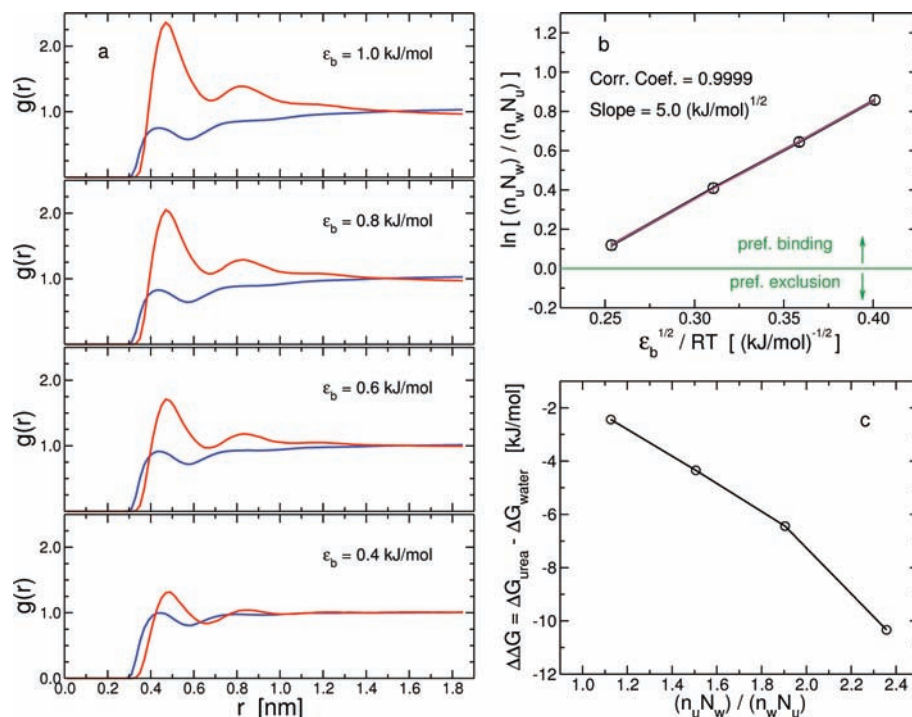 a
ε_b = 1.0 kJ/mol
g(r)
2.0
1.0
0.0
ε_b = 0.8 kJ/mol
g(r)
2.0
1.0
0.0
ε_b = 0.6 kJ/mol
g(r)
2.0
1.0
0.0
ε_b = 0.4 kJ/mol
g(r)
2.0
1.0
0.0
0.0 0.2 0.4 0.6 0.8 1.0 1.2 1.4 1.6 1.8
r [nm]
b
Corr. Coef. = 0.9999
Slope = 5.0 (kJ/mol)^1/2
ln [ (n_u N_w) / (n_w N_u) ]
1.2
1.0
0.8
0.6
0.4
0.2
0.0
-0.2
pref. binding
pref. exclusion
0.25 0.30 0.35 0.40
ε_b^1/2 / RT [ (kJ/mol)^-1/2 ]
c
ΔΔG = ΔG_urea - ΔG_water [kJ/mol]
-2
-4
-6
-8
-10
-12
1.0 1.2 1.4 1.6 1.8 2.0 2.2 2.4
(n_u N_w) / (n_w N_u)